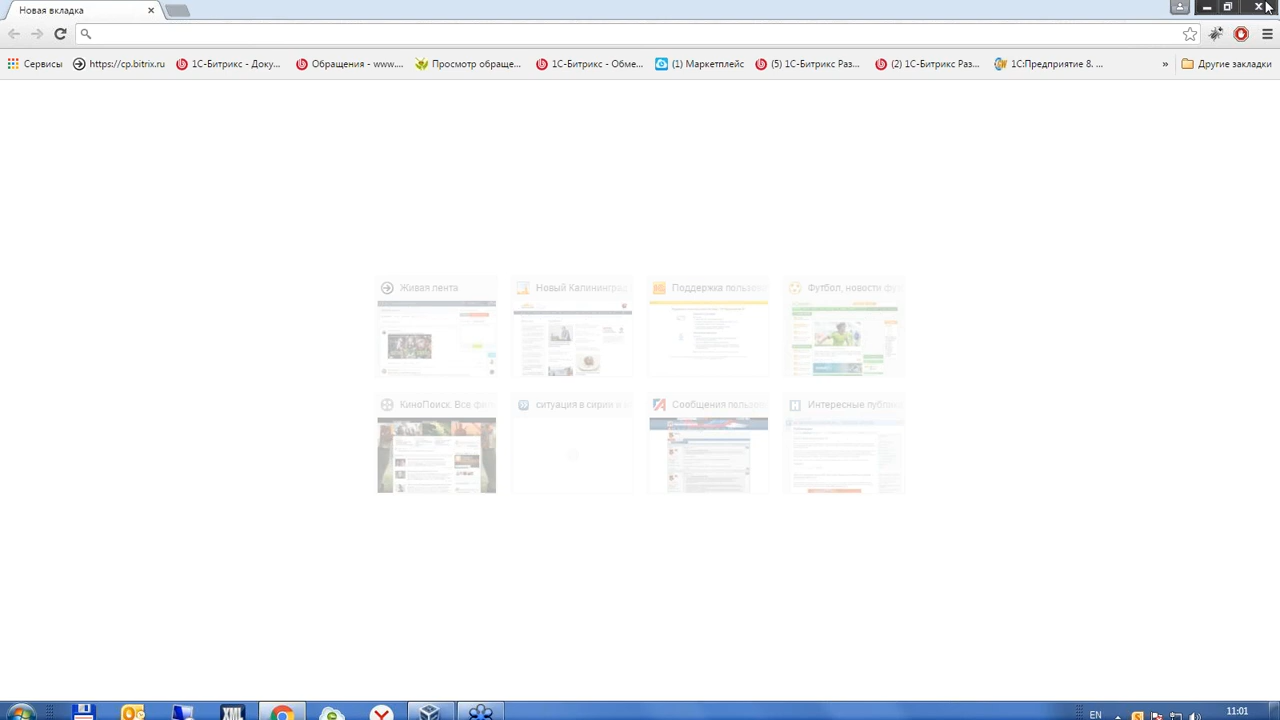 Новая вкладка
Сервисы
https://cp.bitrix.ru
1С-Битрикс - Доку...
Обращения - www....
Просмотр обраще...
1С-Битрикс - Обме...
(1) Маркетплейс
(5) 1С-Битрикс Раз...
(2) 1С-Битрикс Раз...
1С:Предприятие 8. ...
»
Другие закладки
Живая лента
Новый Калининград
Поддержка пользо
Футбол, новости фу
КиноПоиск. Все фи
ситуация в сирии
Сообщения пользо
Интересные публик
EN
11:01